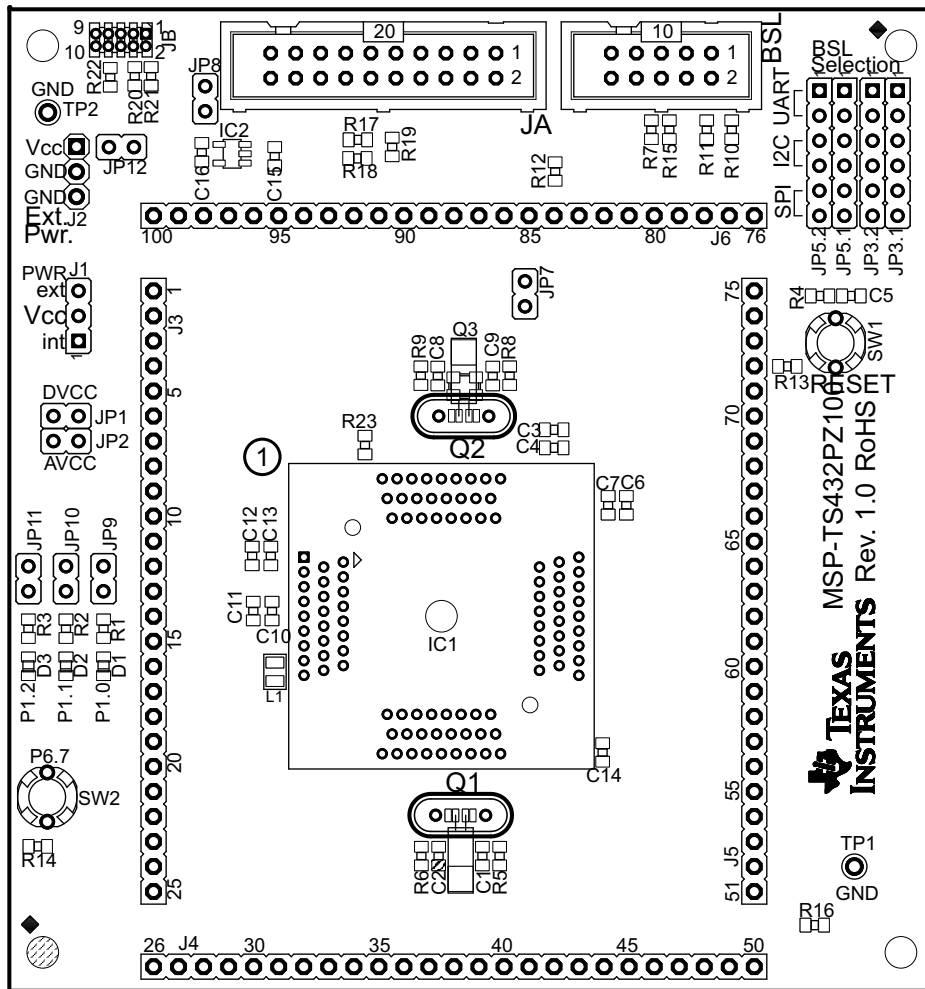 9
1
10
2
JB
R22
R20
R21
GND
TP2
JP8
20
1
2
JA
10
1
2
BSL
BSL
Selection
1
1
1
1
UART
I2C
SPI
JP5.2
JP5.1
JP3.2
JP3.1
Vcc
GND
GND
JP12
Ext.
J2
Pwr.
IC2
C16
C15
R17
R18
R19
R12
R7
R15
R11
R10
100
95
90
85
80
J6
76
PWR
J1
ext
Vcc
int
1
1
J3
5
10
15
20
25
JP7
75
70
65
60
55
J5
51
R4
C5
SW1
R13
RESET
DVCC
JP1
JP2
AVCC
R9
C8
Q3
C9
R8
Q2
R23
C3
C4
1
C7
C6
C12
C13
C11
C10
L1
IC1
C14
JP11
JP10
JP9
R3
R2
R1
D3
D2
D1
P1.2
P1.1
P1.0
P6.7
SW2
R14
Q1
R6
C2
C1
R5
MSP-TS432PZ100
Rev. 1.0 RoHS
TEXAS
INSTRUMENTS
TP1
GND
R16
26
J4
30
35
40
45
50